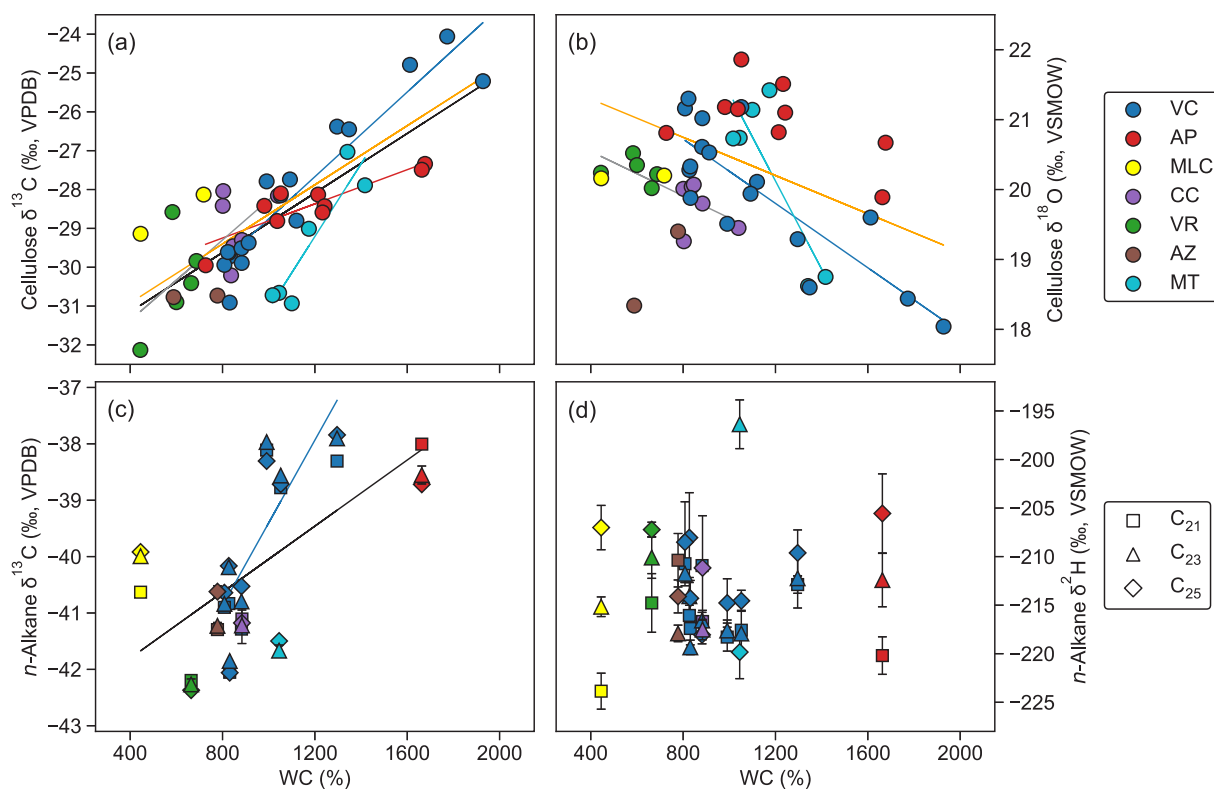 (a)
Cellulose δ13C (‰, VPDB)
−24
−25
−26
−27
−28
−29
−30
−31
−32
(b)
Cellulose δ18O (‰, VSMOW)
22
21
20
19
18
VC
AP
MLC
CC
VR
AZ
MT
(c)
n-Alkane δ13C (‰, VPDB)
−37
−38
−39
−40
−41
−42
−43
400 800 1200 1600 2000
WC (%)
(d)
n-Alkane δ2H (‰, VSMOW)
−195
−200
−205
−210
−215
−220
−225
400 800 1200 1600 2000
WC (%)
C21
C23
C25